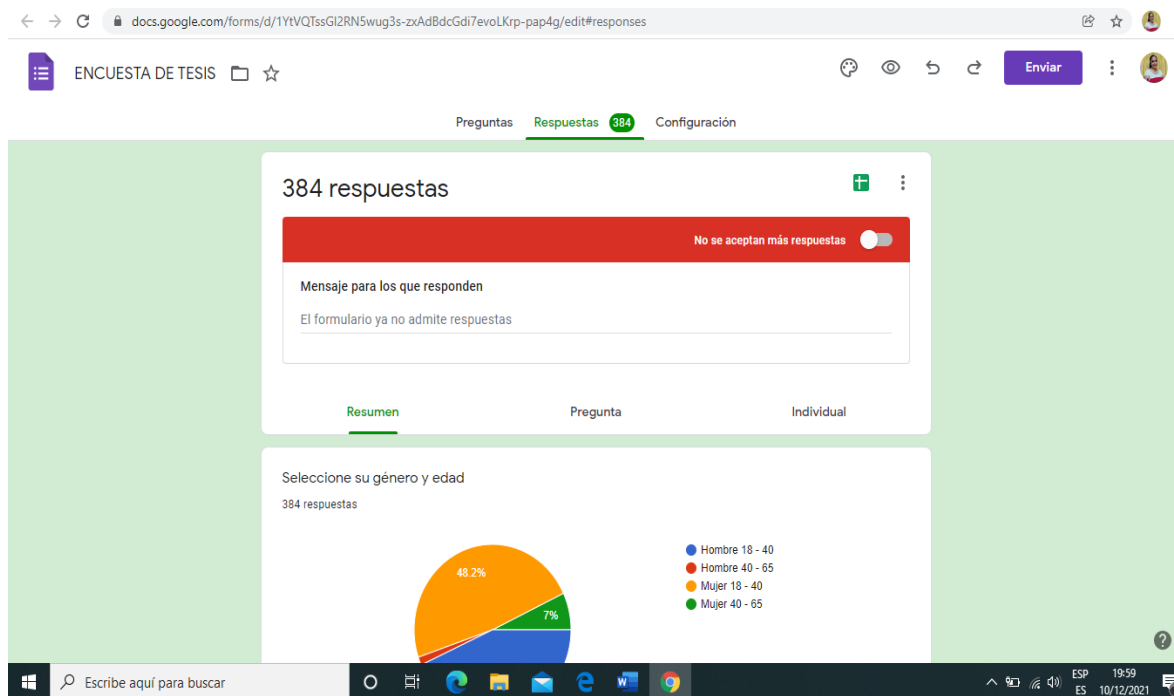 docs.google.com/forms/d/1YtVQTssGI2RN5wug3s-zxAdBdcGdi7evoLKrp-pap4g/edit#responses
ENCUESTA DE TESIS
Enviar
Preguntas Respuestas 384 Configuración
384 respuestas
No se aceptan más respuestas
Mensaje para los que responden
El formulario ya no admite respuestas
Resumen Pregunta Individual
Seleccione su género y edad
384 respuestas
48.2%
7%
Hombre 18 - 40
Hombre 40 - 65
Mujer 18 - 40
Mujer 40 - 65
Escribe aquí para buscar
ESP 19:59
ES 10/12/2021